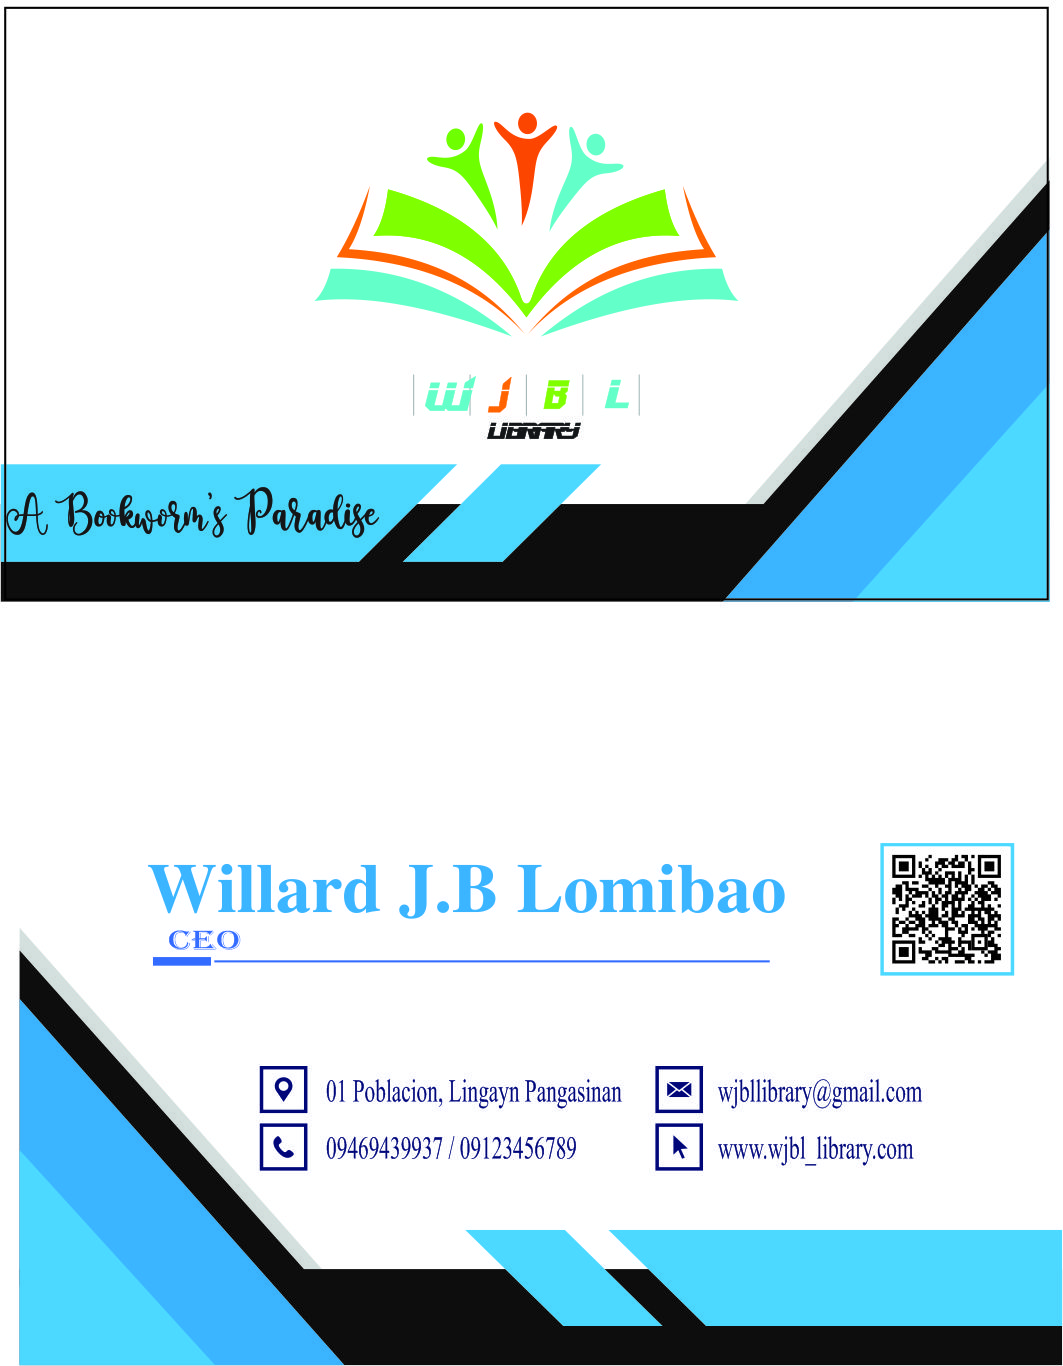 W J B L
LIBRARY
A Bookworm's Paradise
Willard J.B Lomibao
CEO
01 Poblacion, Lingayn Pangasinan
wjbllibrary@gmail.com
09469439937 / 09123456789
www.wjbl_library.com